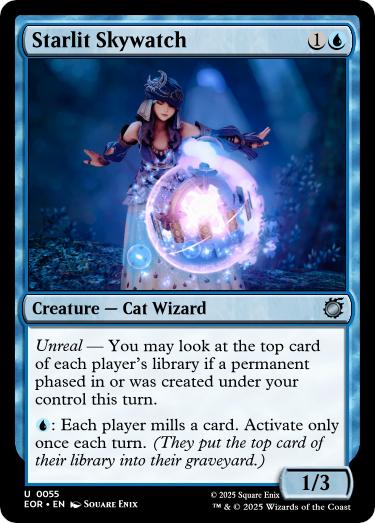 Starlit Skywatch 1
Creature — Cat Wizard
Unreal — You may look at the top card
of each player's library if a permanent
phased in or was created under your
control this turn.
: Each player mills a card. Activate only
once each turn. (They put the top card of
their library into their graveyard.)
1/3
U 0055
EOR • EN SQUARE ENIX
© 2025 Square Enix
™ & © 2025 Wizards of the Coast